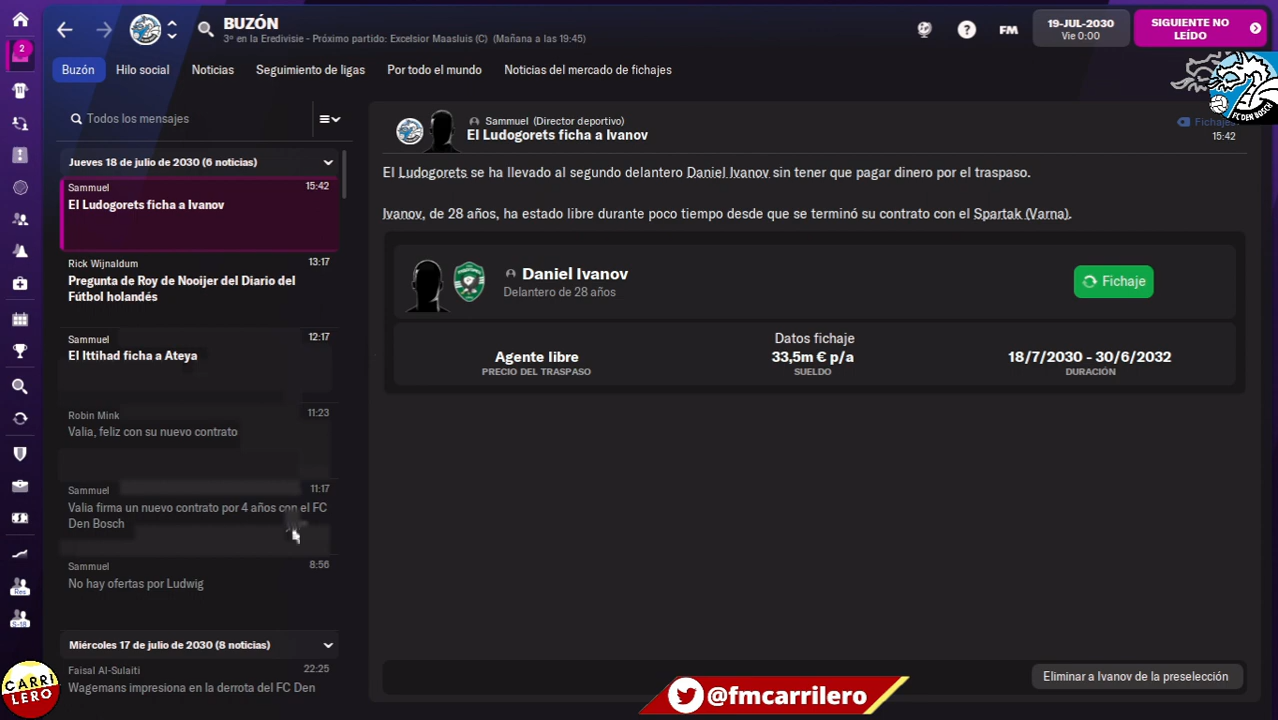 BUZÓN
3º en la Eredivisie - Próximo partido: Excelsior Maasluis (C) (Mañana a las 19:45)
FM
19-JUL-2030
Vie 0:00
SIGUIENTE NO LEÍDO
2
Buzón
Hilo social
Noticias
Seguimiento de ligas
Por todo el mundo
Noticias del mercado de fichajes
FC DEN BOSCH
Todos los mensajes
Jueves 18 de julio de 2030 (6 noticias)
Sammuel
15:42
El Ludogorets ficha a Ivanov
Rick Wijnaldum
13:17
Pregunta de Roy de Nooijer del Diario del
Fútbol holandés
Sammuel
12:17
El Ittihad ficha a Ateya
Robin Mink
11:23
Valia, feliz con su nuevo contrato
Sammuel
11:17
Valia firma un nuevo contrato por 4 años con el FC
Den Bosch
Sammuel
8:56
No hay ofertas por Ludwig
Miércoles 17 de julio de 2030 (8 noticias)
Faisal Al-Sulaiti
22:25
Wagemans impresiona en la derrota del FC Den
Sammuel (Director deportivo)
El Ludogorets ficha a Ivanov
15:42
El Ludogorets se ha llevado al segundo delantero Daniel Ivanov sin tener que pagar dinero por el traspaso.
Ivanov, de 28 años, ha estado libre durante poco tiempo desde que se terminó su contrato con el Spartak (Varna).
Daniel Ivanov
Delantero de 28 años
Fichaje
Datos fichaje
Agente libre
PRECIO DEL TRASPASO
33,5m € p/a
SUELDO
18/7/2030 - 30/6/2032
DURACIÓN
Eliminar a Ivanov de la preselección
Res
S-18
CARRI
LERO
@fmcarrilero